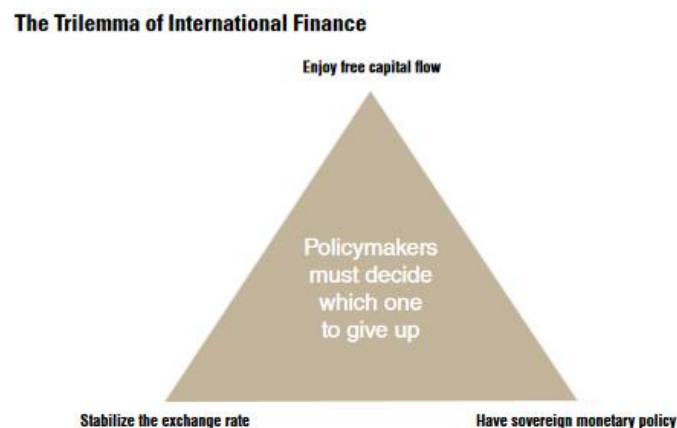 The Trilemma of International Finance
Enjoy free capital flow
Policymakers
must decide
which one
to give up
Stabilize the exchange rate
Have sovereign monetary policy